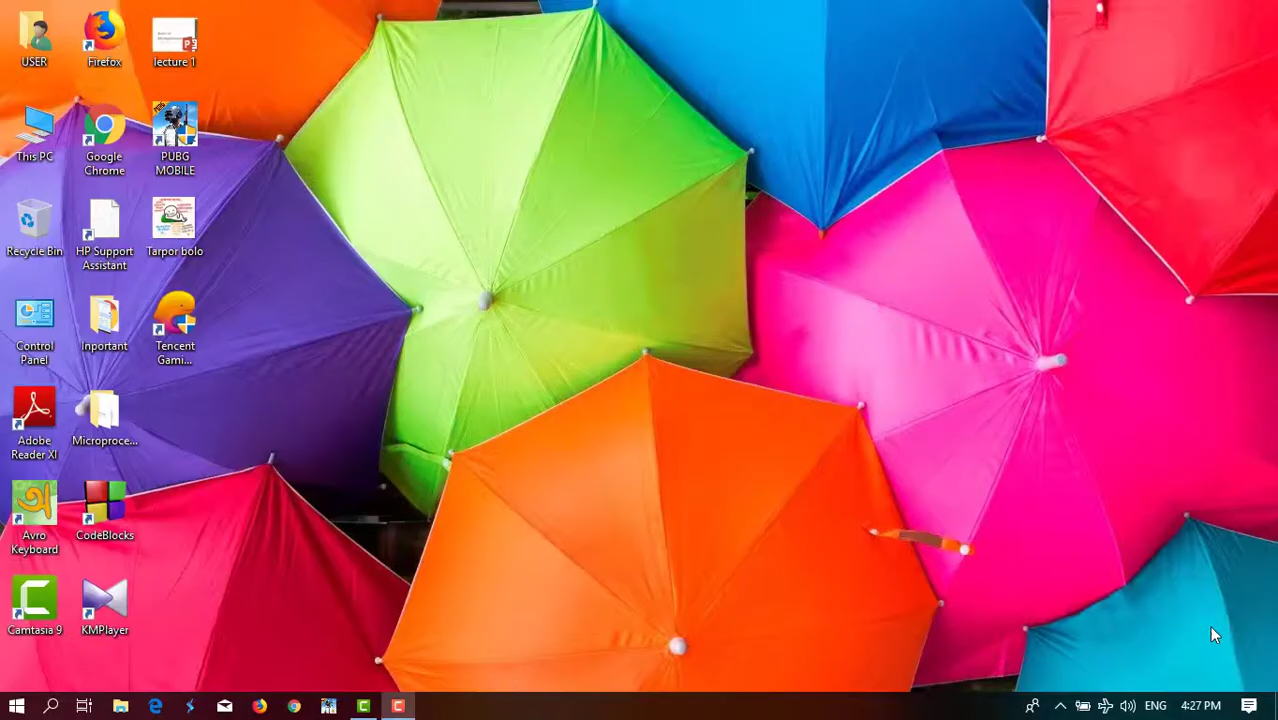 USER
Firefox
lecture 1
This PC
Google
Chrome
PUBG
MOBILE
Recycle Bin
HP Support
Assistant
Tarpor bolo
Control
Panel
Inportant
Tencent
Gami...
Adobe
Reader XI
Microproce...
Avro
Keyboard
CodeBlocks
Camtasia 9
KMPlayer
ENG
4:27 PM